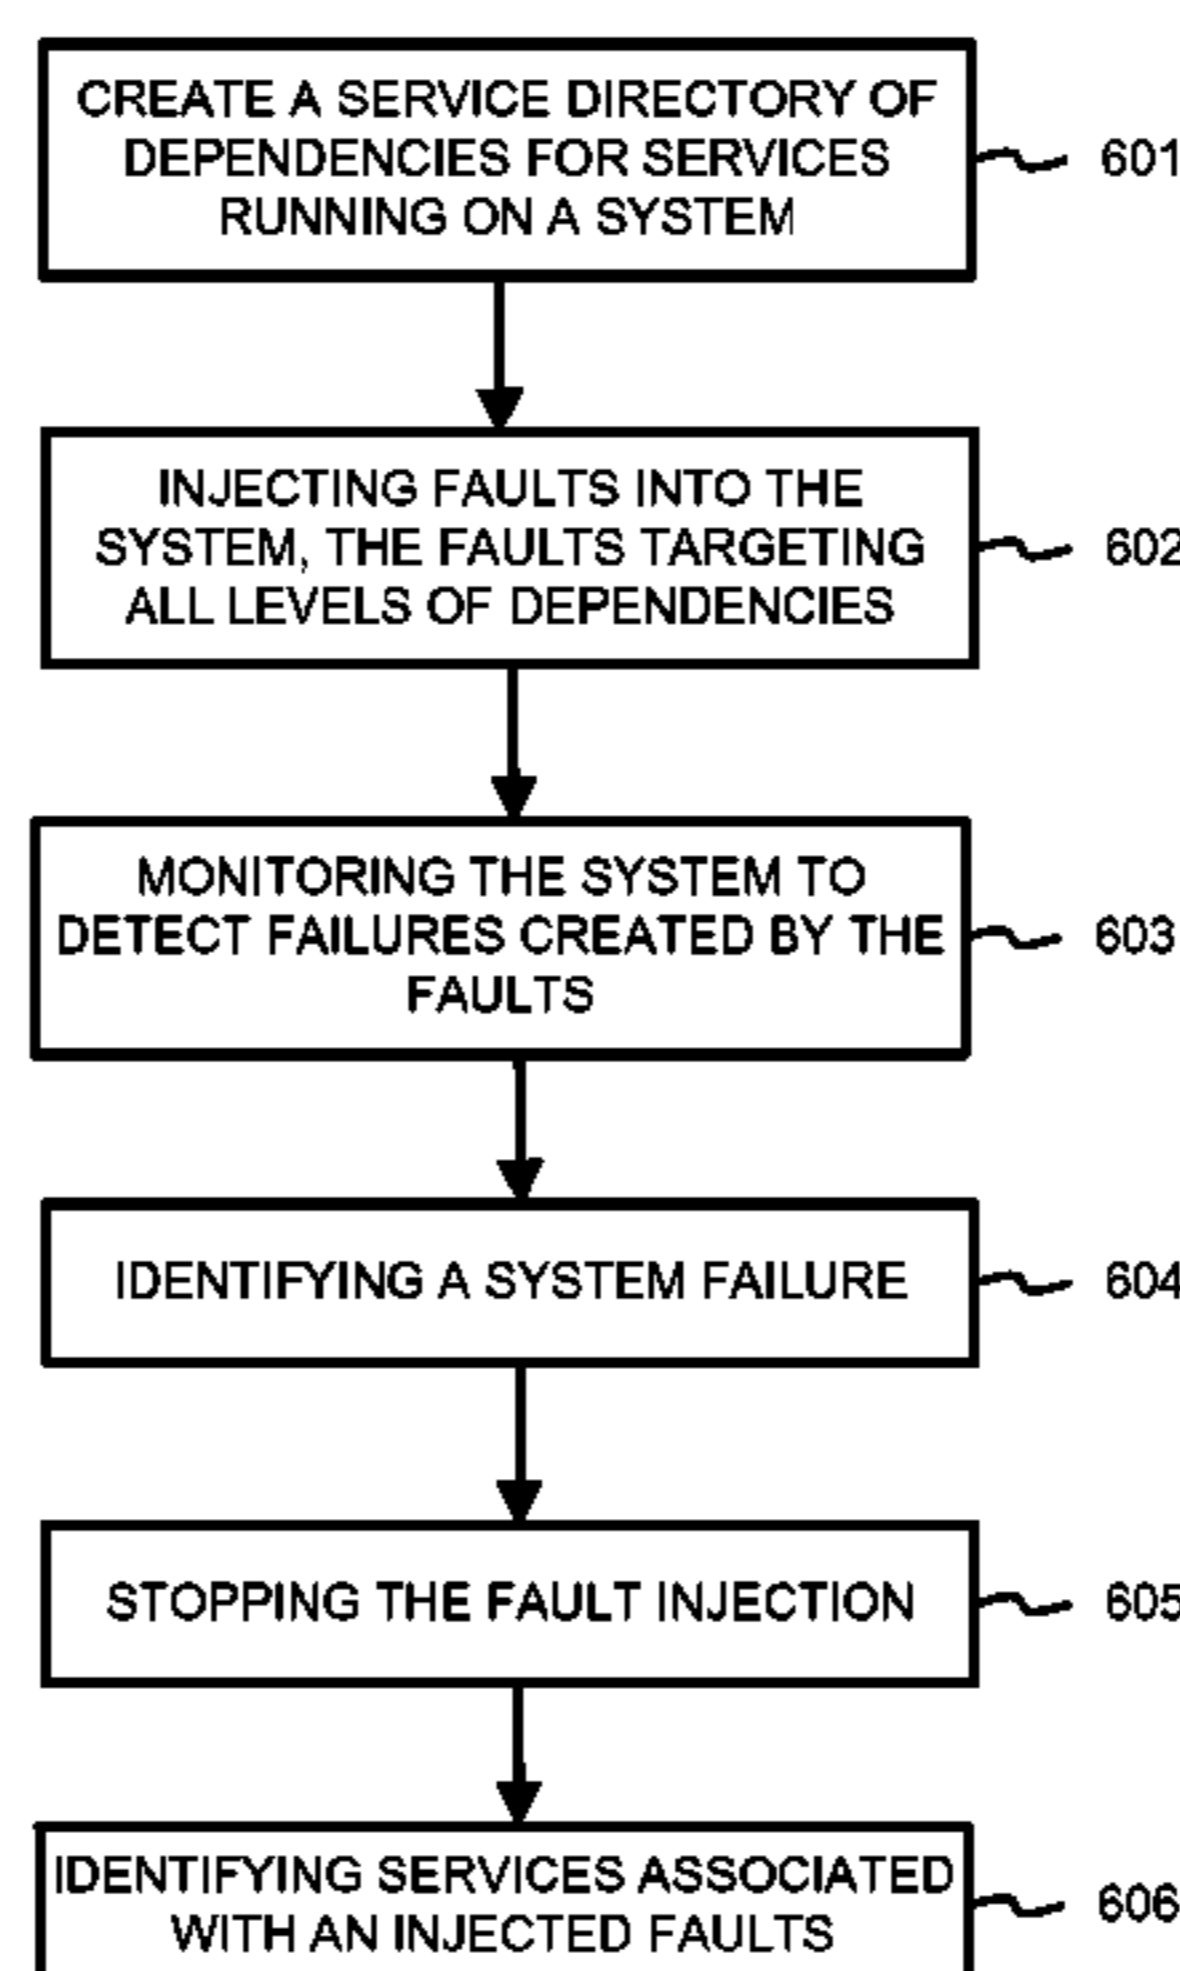 CREATE A SERVICE DIRECTORY OF
DEPENDENCIES FOR SERVICES
RUNNING ON A SYSTEM
601
INJECTING FAULTS INTO THE
SYSTEM, THE FAULTS TARGETING
ALL LEVELS OF DEPENDENCIES
602
MONITORING THE SYSTEM TO
DETECT FAILURES CREATED BY THE
FAULTS
603
IDENTIFYING A SYSTEM FAILURE
604
STOPPING THE FAULT INJECTION
605
IDENTIFYING SERVICES ASSOCIATED
WITH AN INJECTED FAULTS
606